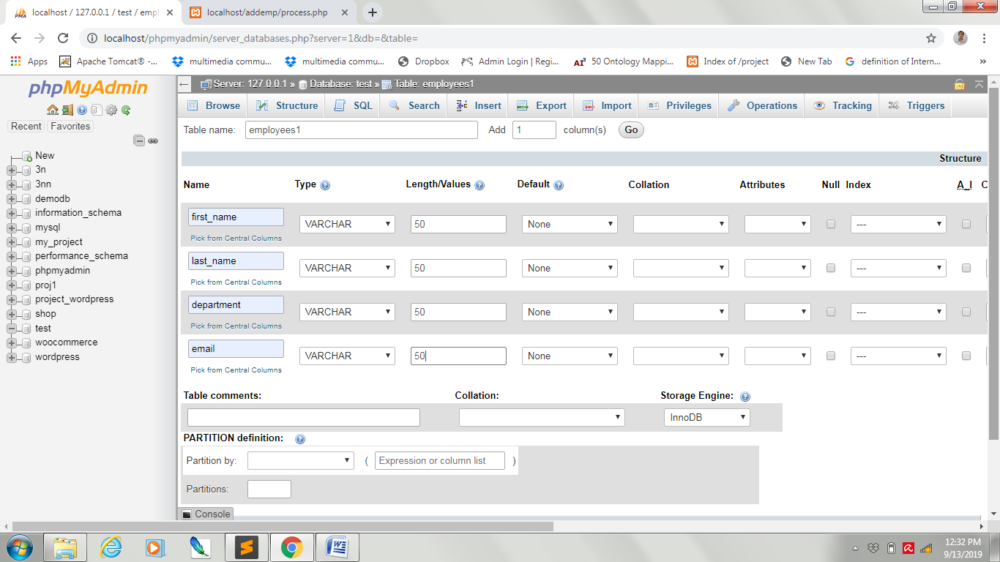 localhost / 127.0.0.1 / test / empl
localhost/addemp/process.php
localhost/phpmyadmin/server_databases.php?server=1&db=&table=
Apps Apache Tomcat® -... multimedia commu... multimedia commu... Dropbox Admin Login | Regi... 50 Ontology Mappi... Index of /project New Tab definition of Intern... »
phpMyAdmin
Recent Favorites
New
3n
3nn
demodb
information_schema
mysql
my_project
performance_schema
phpmyadmin
proj1
project_wordpress
shop
test
woocommerce
wordpress
Server: 127.0.0.1 » Database: test » Table: employees1
Browse Structure SQL Search Insert Export Import Privileges Operations Tracking Triggers
Table name: employees1 Add 1 column(s) Go
Structure
Name Type Length/Values Default Collation Attributes Null Index A_I C
first_name VARCHAR 50 None ---
Pick from Central Columns
last_name VARCHAR 50 None ---
Pick from Central Columns
department VARCHAR 50 None ---
Pick from Central Columns
email VARCHAR 50 None ---
Pick from Central Columns
Table comments: Collation: Storage Engine:
InnoDB
PARTITION definition:
Partition by: ( Expression or column list )
Partitions:
Console
12:32 PM
9/13/2019